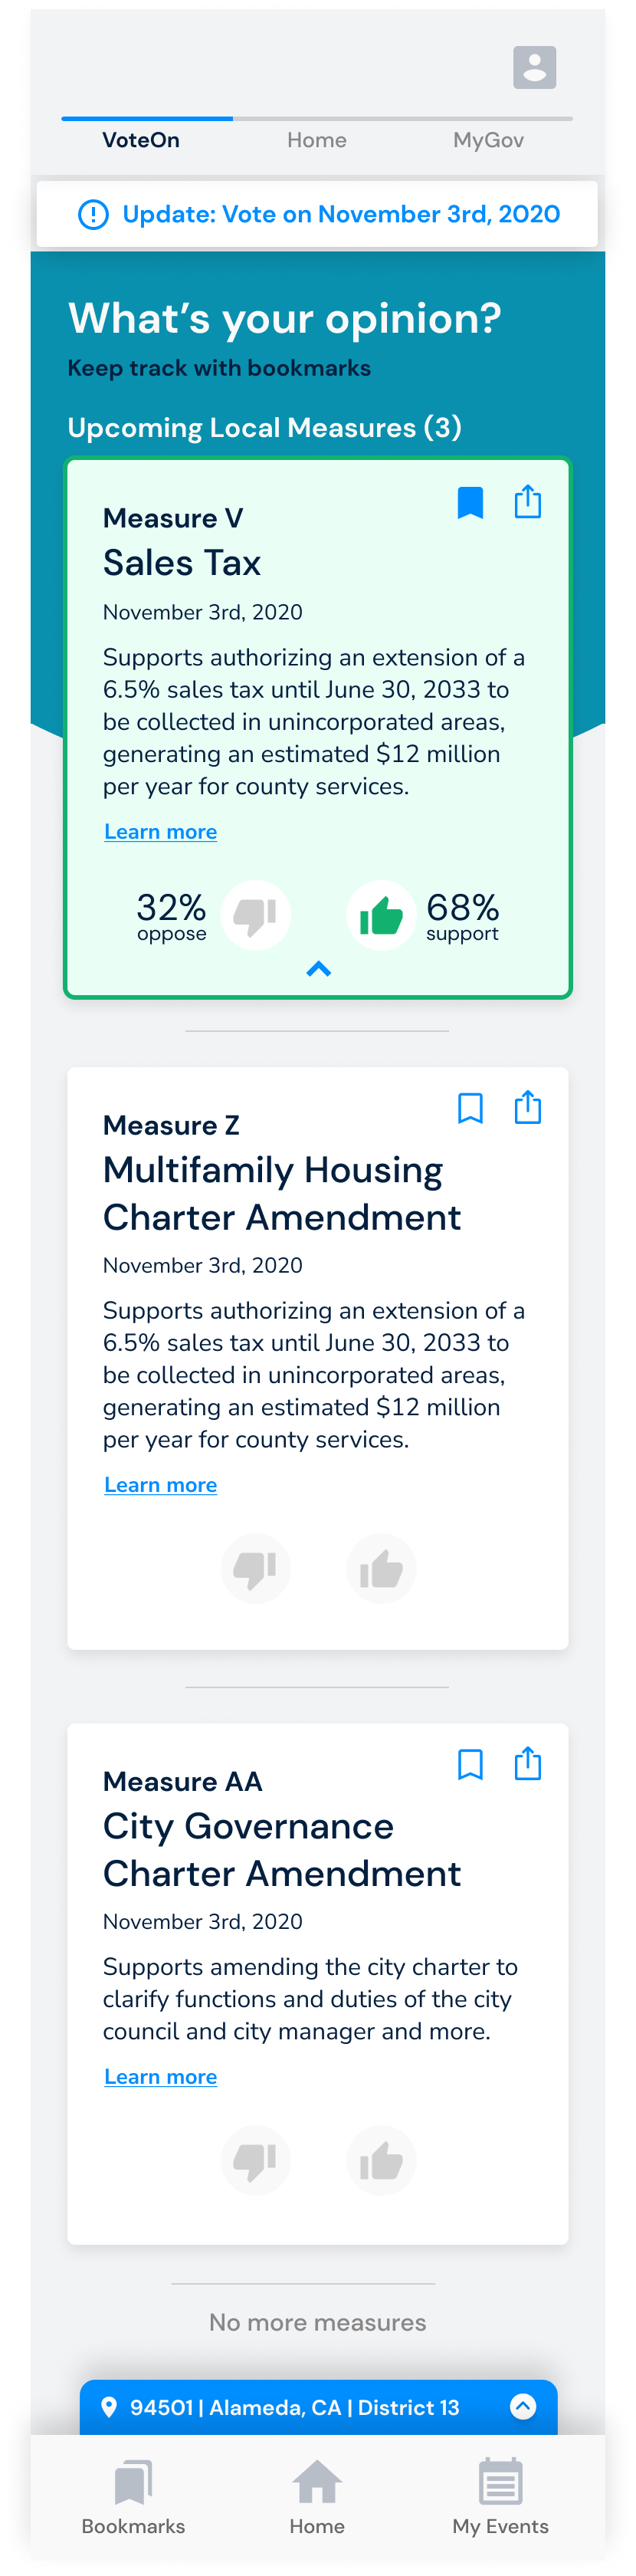 VoteOn Home MyGov
Update: Vote on November 3rd, 2020
What's your opinion?
Keep track with bookmarks
Upcoming Local Measures (3)
Measure V
Sales Tax
November 3rd, 2020
Supports authorizing an extension of a
6.5% sales tax until June 30, 2033 to
be collected in unincorporated areas,
generating an estimated $12 million
per year for county services.
Learn more
32% 68%
oppose support
Measure Z
Multifamily Housing
Charter Amendment
November 3rd, 2020
Supports authorizing an extension of a
6.5% sales tax until June 30, 2033 to
be collected in unincorporated areas,
generating an estimated $12 million
per year for county services.
Learn more
Measure AA
City Governance
Charter Amendment
November 3rd, 2020
Supports amending the city charter to
clarify functions and duties of the city
council and city manager and more.
Learn more
No more measures
94501 | Alameda, CA | District 13
Bookmarks Home My Events